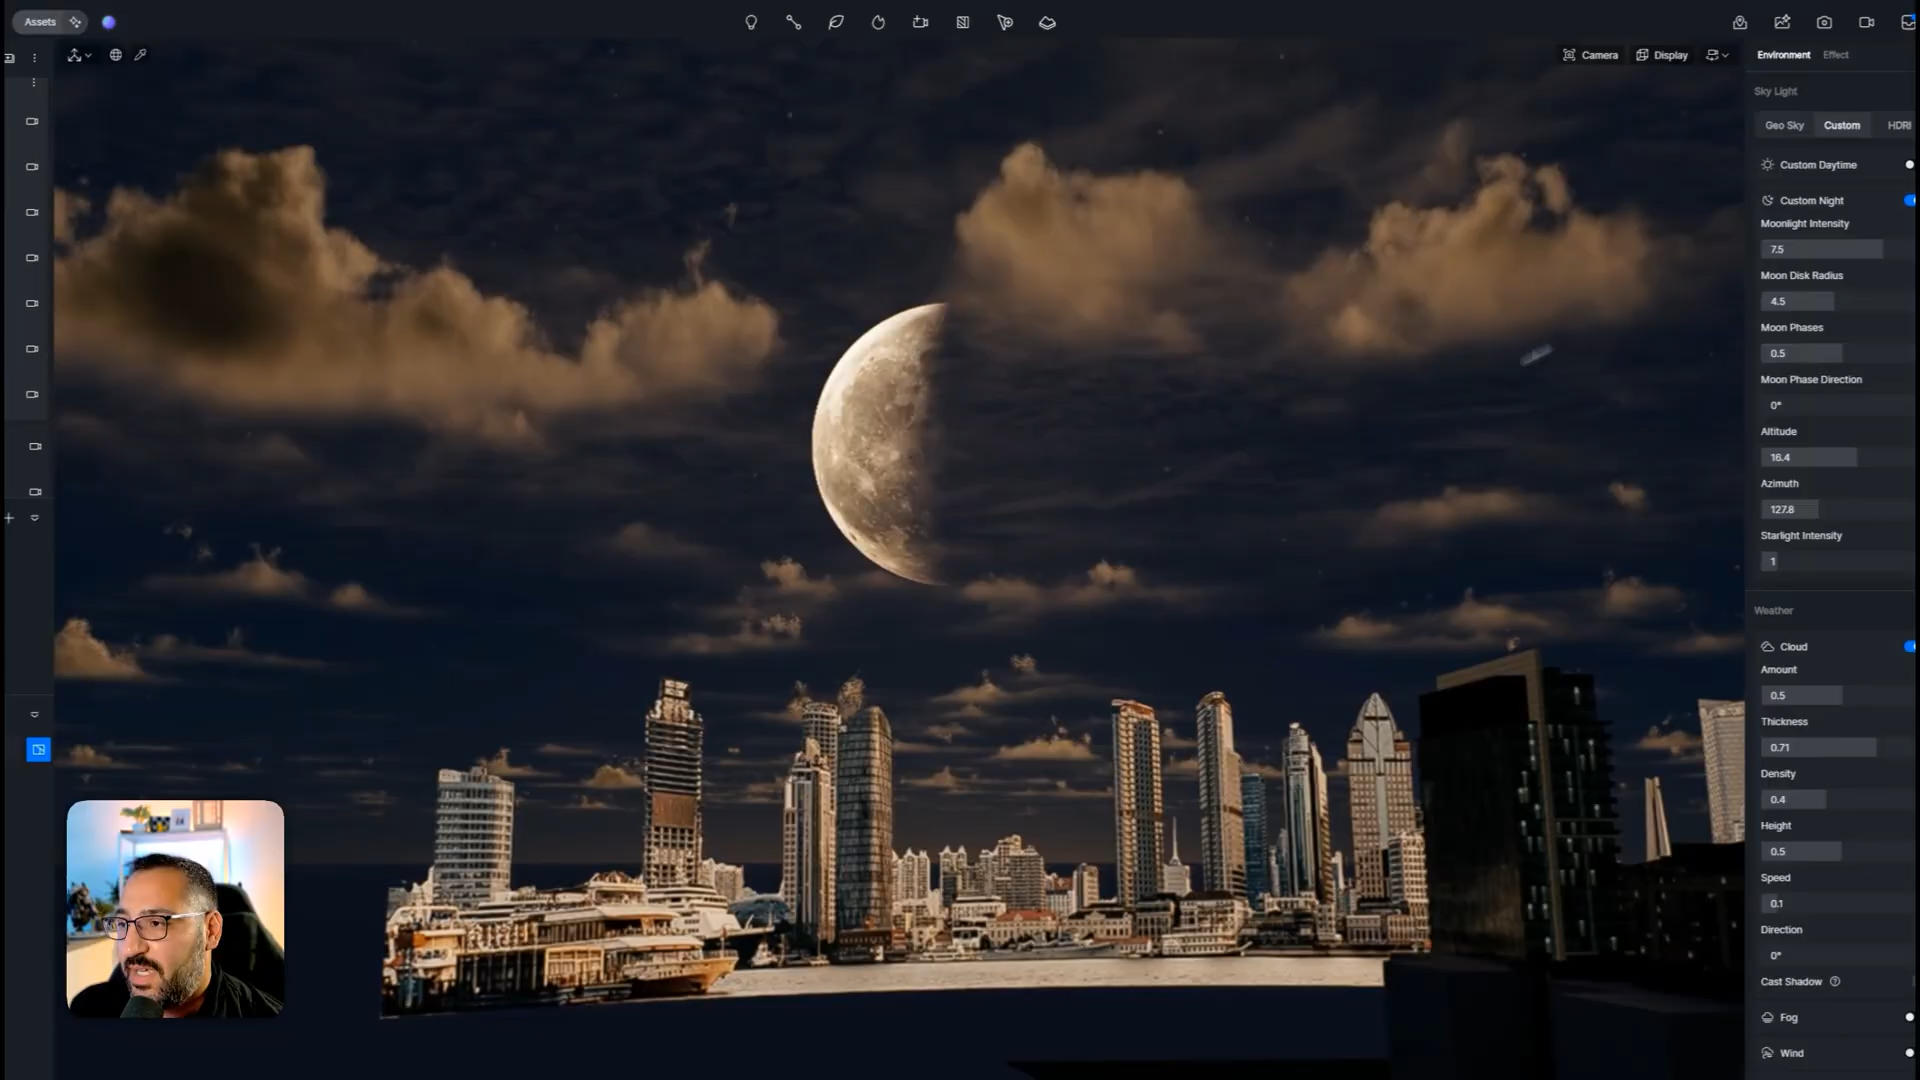 Assets
Camera
Display
Environment
Effect
Sky Light
Geo Sky
Custom
HDRI
Custom Daytime
Custom Night
Moonlight Intensity
7.5
Moon Disk Radius
4.5
Moon Phases
0.5
Moon Phase Direction
0°
Altitude
16.4
Azimuth
127.8
Starlight Intensity
1
Weather
Cloud
Amount
0.5
Thickness
0.71
Density
0.4
Height
0.5
Speed
0.1
Direction
0°
Cast Shadow
Fog
Wind